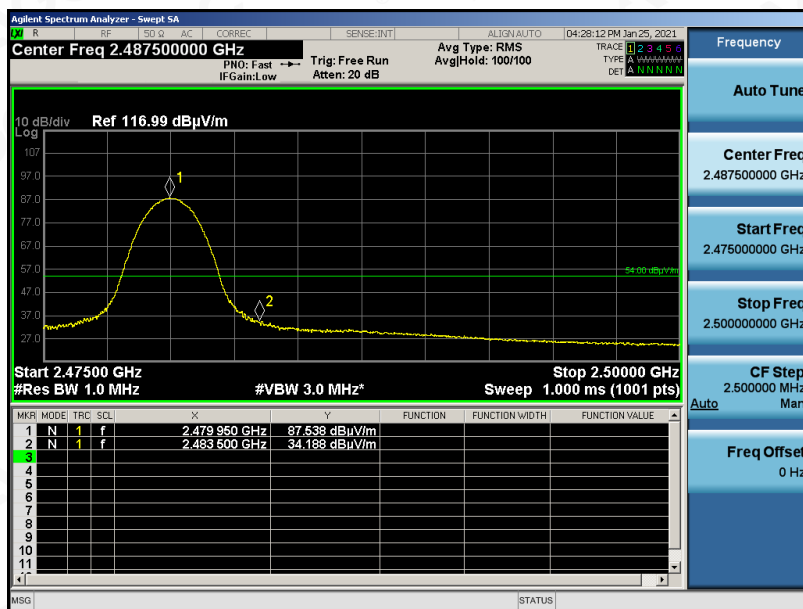 Agilent Spectrum Analyzer - Swept SA
LXI R RF 50 Ω AC CORREC SENSE:INT ALIGN AUTO 04:28:12 PM Jan 25, 2021
Center Freq 2.487500000 GHz
PNO: Fast
IFGain:Low
Trig: Free Run
Atten: 20 dB
Avg Type: RMS
Avg|Hold: 100/100
TRACE 1 2 3 4 5 6
TYPE A WWWWW
DET A N N N N N
10 dB/div Ref 116.99 dBµV/m
Log
107
97.0
87.0
77.0
67.0
57.0
47.0
37.0
27.0
1
2
54.00 dBµV/m
Start 2.47500 GHz Stop 2.50000 GHz
#Res BW 1.0 MHz #VBW 3.0 MHz* Sweep 1.000 ms (1001 pts)
MKR MODE TRC SCL X Y FUNCTION FUNCTION WIDTH FUNCTION VALUE
1 N 1 f 2.479 950 GHz 87.538 dBµV/m
2 N 1 f 2.483 500 GHz 34.188 dBµV/m
3
4
5
6
7
8
9
10
11
MSG STATUS
Frequency
Auto Tune
Center Freq
2.487500000 GHz
Start Freq
2.475000000 GHz
Stop Freq
2.500000000 GHz
CF Step
2.500000 MHz
Auto Man
Freq Offset
0 Hz